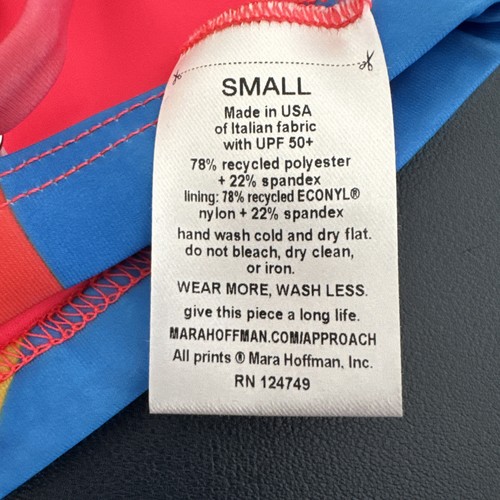 SMALL
Made in USA
of Italian fabric
with UPF 50+
78% recycled polyester
+ 22% spandex
lining: 78% recycled ECONYL®
nylon + 22% spandex
hand wash cold and dry flat.
do not bleach, dry clean,
or iron.
WEAR MORE, WASH LESS.
give this piece a long life.
MARAHOFFMAN.COM/APPROACH
All prints ® Mara Hoffman, Inc.
RN 124749